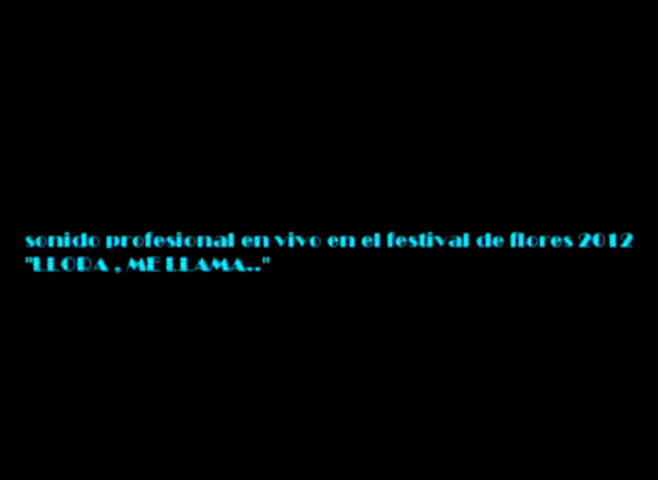 sonido profesional en vivo en el festival de flores 2012
"LLORA , ME LLAMA.."